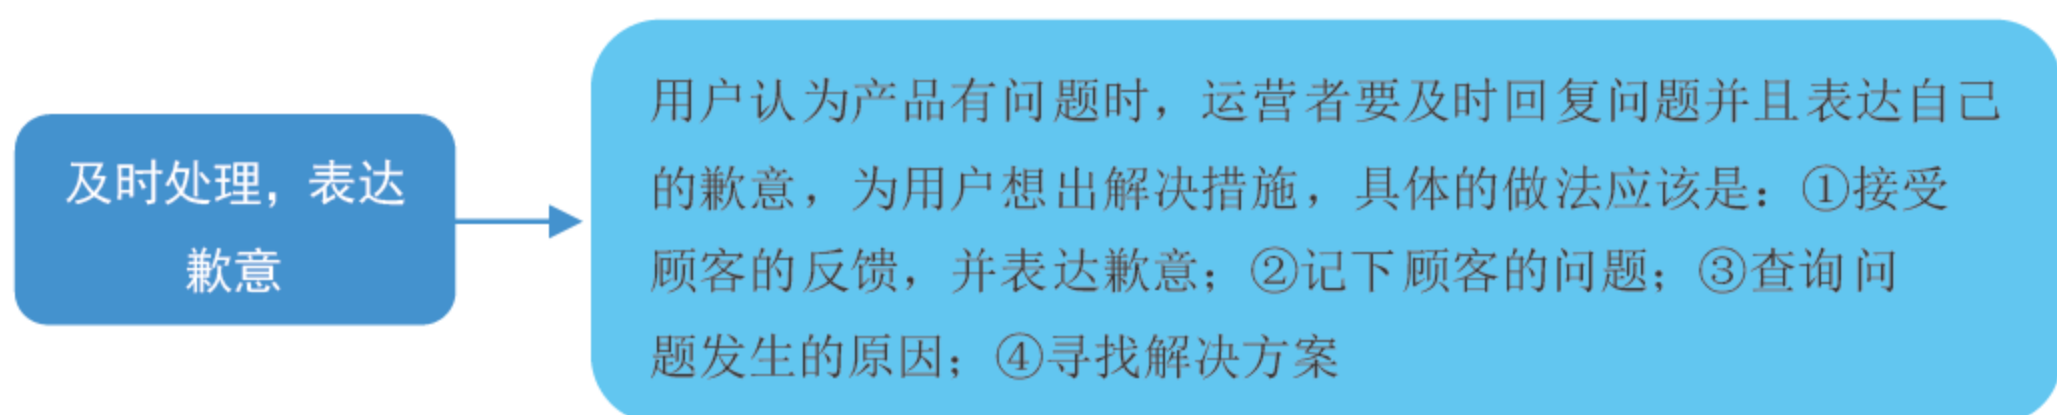 及时处理，表达
歉意
用户认为产品有问题时，运营者要及时回复问题并且表达自己
的歉意，为用户想出解决措施，具体的做法应该是：①接受
顾客的反馈，并表达歉意；②记下顾客的问题；③查询问
题发生的原因；④寻找解决方案